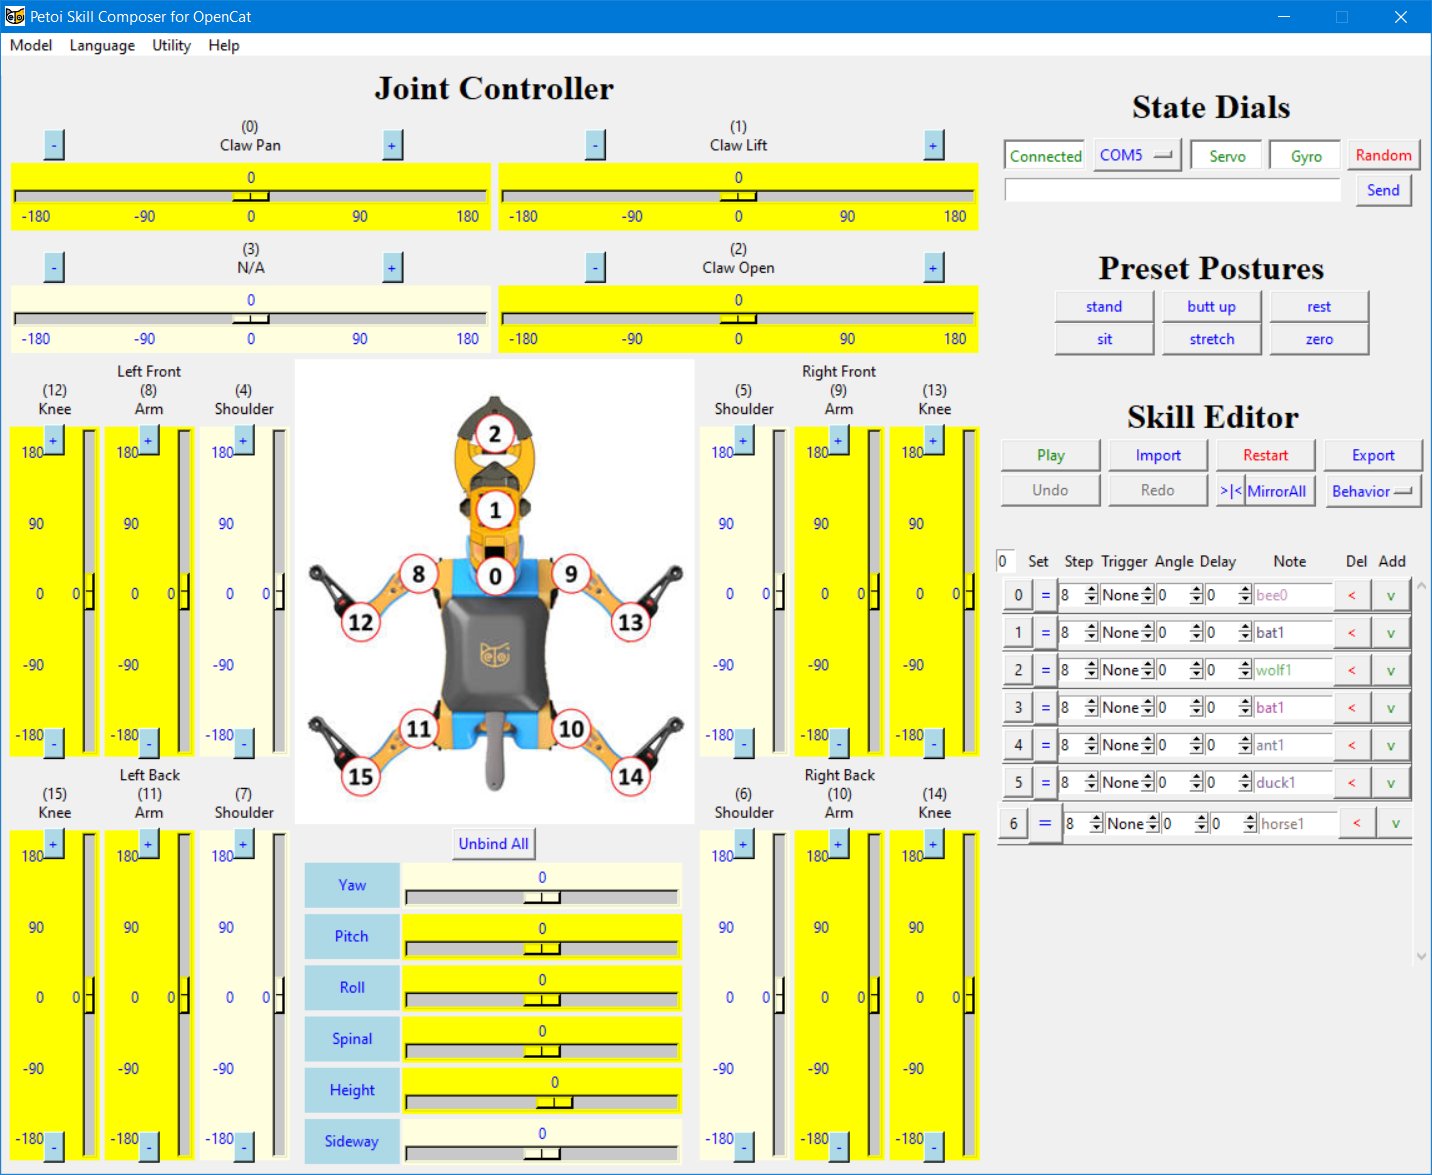 Petoi Skill Composer for OpenCat
Model Language Utility Help
Joint Controller
(0)
- Claw Pan +
0
-180 -90 0 90 180
(1)
- Claw Lift +
0
-180 -90 0 90 180
(3)
- N/A +
0
-180 -90 0 90 180
(2)
- Claw Open +
0
-180 -90 0 90 180
Left Front
(12) (8) (4)
Knee Arm Shoulder
+ + +
180 180 180
90 90 90
0 0 0 0 0 0
-90 -90 -90
-180 -180 -180
- - -
2
1
8 0 9
12 13
11 10
15 14
Right Front
(5) (9) (13)
Shoulder Arm Knee
+ + +
180 180 180
90 90 90
0 0 0 0 0 0
-90 -90 -90
-180 -180 -180
- - -
Left Back
(15) (11) (7)
Knee Arm Shoulder
+ + +
180 180 180
90 90 90
0 0 0 0 0 0
-90 -90 -90
-180 -180 -180
- - -
Unbind All
Yaw 0
Pitch 0
Roll 0
Spinal 0
Height 0
Sideway 0
Right Back
(6) (10) (14)
Shoulder Arm Knee
+ + +
180 180 180
90 90 90
0 0 0 0 0 0
-90 -90 -90
-180 -180 -180
- - -
State Dials
Connected COM5 Servo Gyro Random
Send
Preset Postures
stand butt up rest
sit stretch zero
Skill Editor
Play Import Restart Export
Undo Redo >|< MirrorAll Behavior
0 Set Step Trigger Angle Delay Note Del Add
0 = 8 None 0 0 bee0 < v
1 = 8 None 0 0 bat1 < v
2 = 8 None 0 0 wolf1 < v
3 = 8 None 0 0 bat1 < v
4 = 8 None 0 0 ant1 < v
5 = 8 None 0 0 duck1 < v
6 = 8 None 0 0 horse1 < v